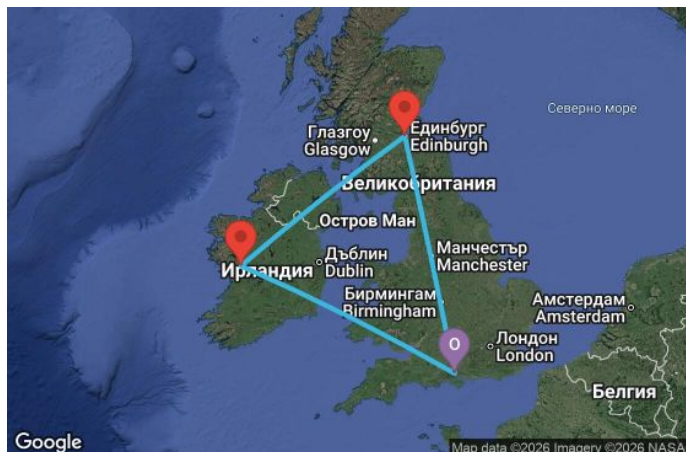 Северно море
Единбург
Edinburgh
Глазгоу
Glasgow
Великобритания
Остров Ман
Дъблин
Dublin
Ирландия
Манчестър
Manchester
Бирмингам
Birmingham
Амстердам
Amsterdam
O
Лондон
London
Белгия
Google
Map data ©2026 Imagery ©2026 NASA